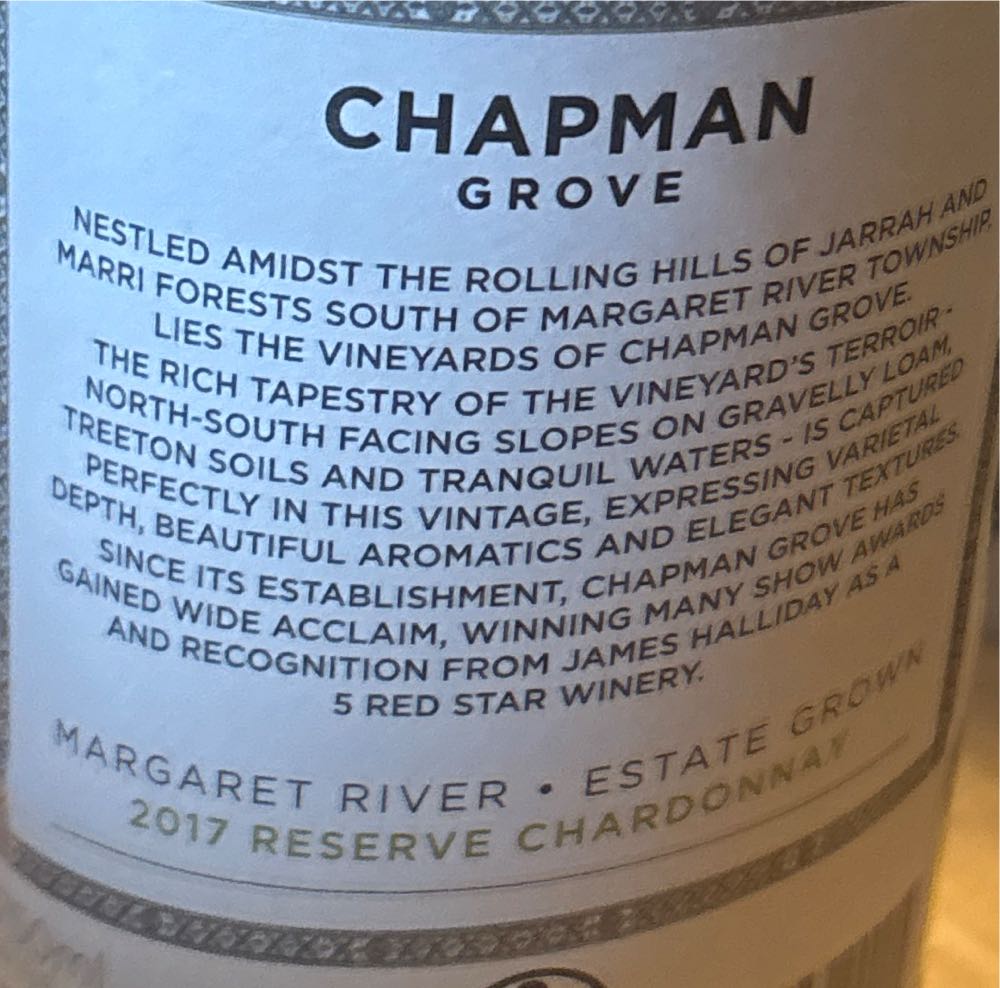 CHAPMAN
GROVE
NESTLED AMIDST THE ROLLING HILLS OF JARRAH AND
MARRI FORESTS SOUTH OF MARGARET RIVER TOWNSHIP,
LIES THE VINEYARDS OF CHAPMAN GROVE.
THE RICH TAPESTRY OF THE VINEYARD'S TERROIR -
NORTH-SOUTH FACING SLOPES ON GRAVELLY LOAM,
TREETON SOILS AND TRANQUIL WATERS - IS CAPTURED
PERFECTLY IN THIS VINTAGE, EXPRESSING VARIETAL
DEPTH, BEAUTIFUL AROMATICS AND ELEGANT TEXTURES.
SINCE ITS ESTABLISHMENT, CHAPMAN GROVE HAS
GAINED WIDE ACCLAIM, WINNING MANY SHOW AWARDS
AND RECOGNITION FROM JAMES HALLIDAY AS A
5 RED STAR WINERY.
MARGARET RIVER • ESTATE GROWN
2017 RESERVE CHARDONNAY